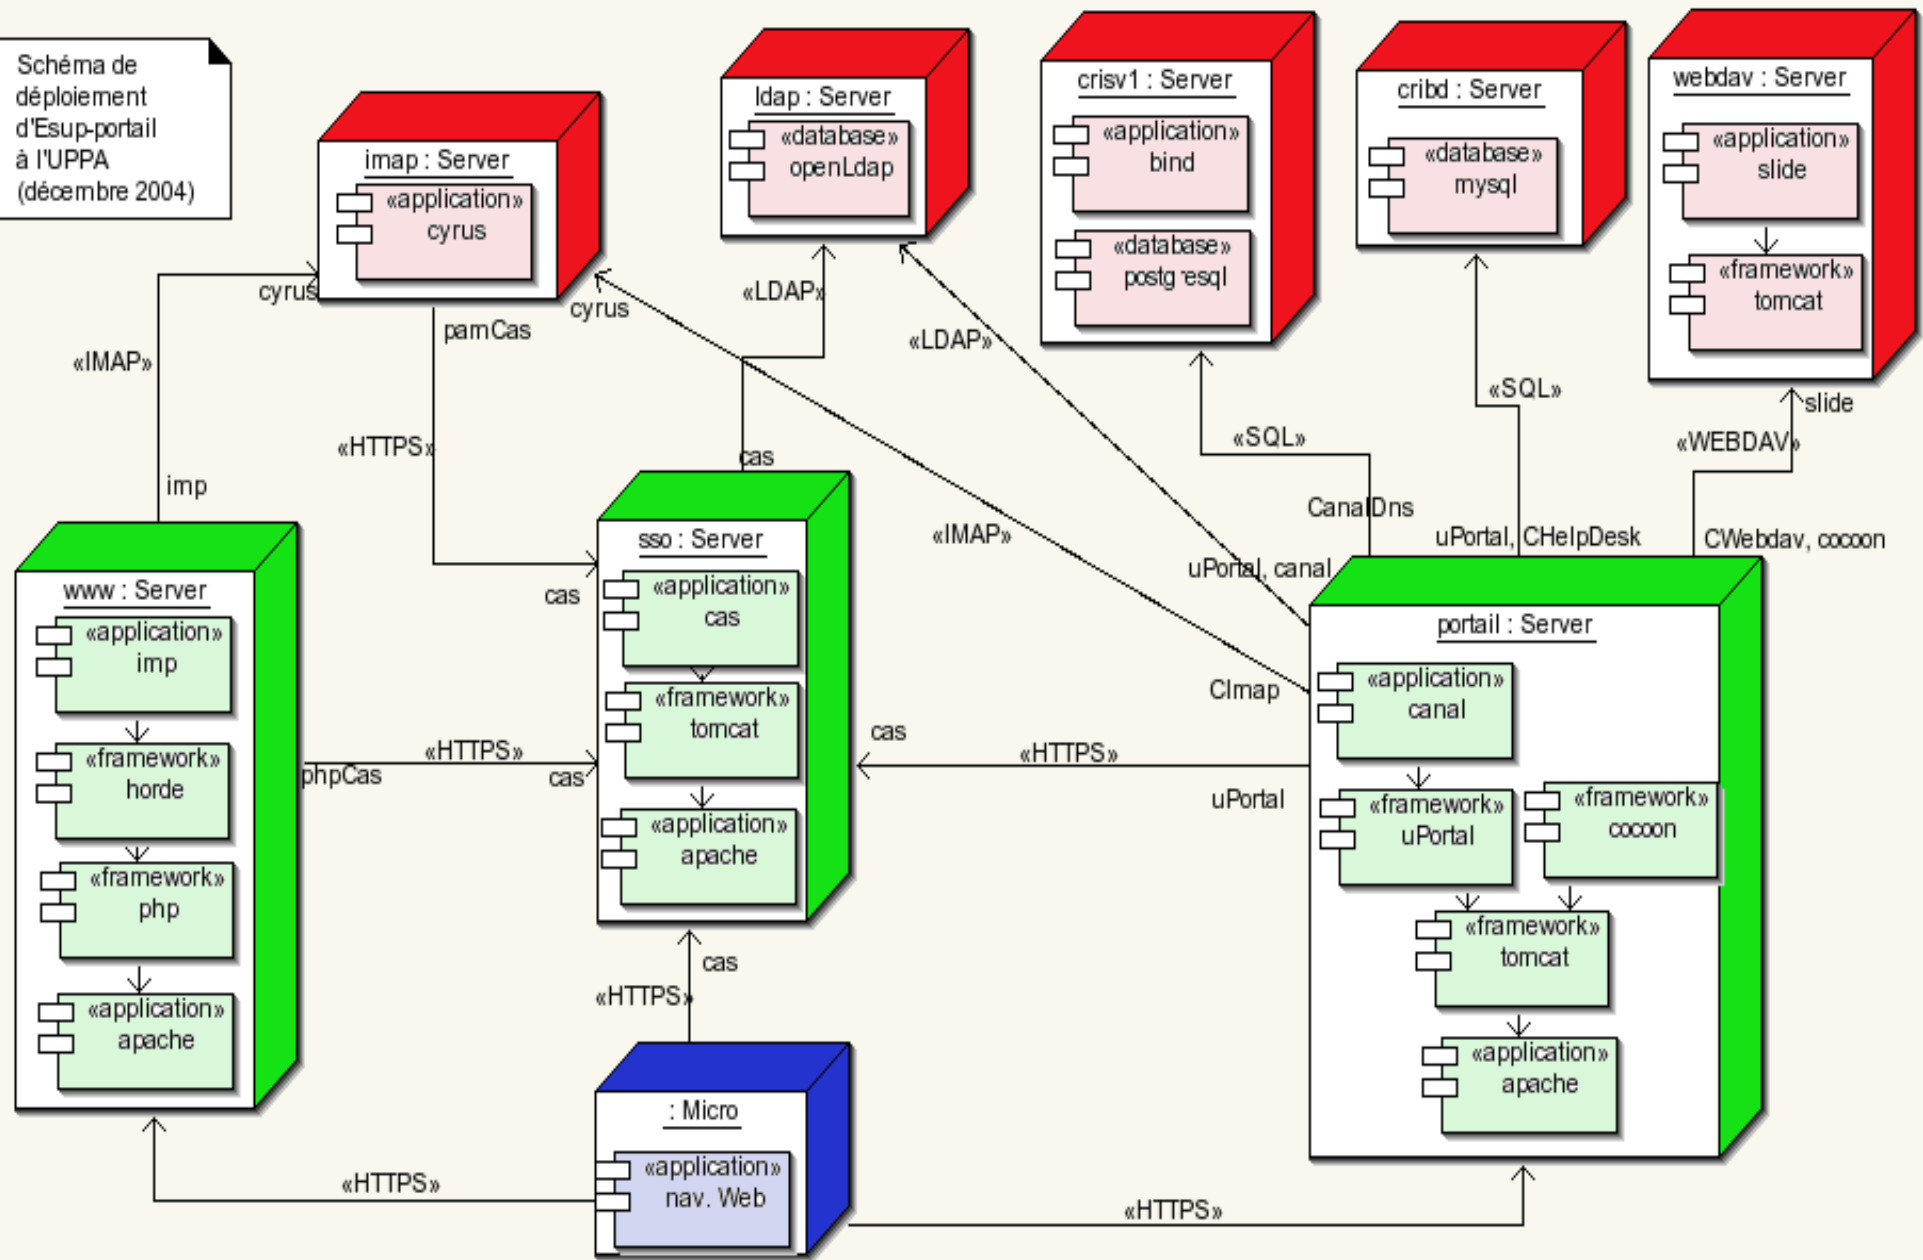 Schéma de
déploiement
d'Esup-portail
à l'UPPA
(décembre 2004)
imap : Server
«application»
cyrus
ldap : Server
«database»
openLdap
crisv1 : Server
«application»
bind
«database»
postgresql
cribd : Server
«database»
mysql
webdav : Server
«application»
slide
«framework»
tomcat
cyrus
cyrus
pamCas
«IMAP»
«LDAP»
«LDAP»
«SQL»
«SQL»
slide
«WEBDAV»
«HTTPS»
imp
cas
«IMAP»
CanalDns
uPortal, CHelpDesk
CWebdav, cocoon
uPortal, canal
cas
www : Server
«application»
imp
«framework»
horde
«framework»
php
«application»
apache
sso : Server
«application»
cas
«framework»
tomcat
«application»
apache
portail : Server
«application»
canal
«framework»
uPortal
«framework»
cocoon
«framework»
tomcat
«application»
apache
CImap
cas
«HTTPS»
uPortal
phpCas
«HTTPS»
cas
cas
«HTTPS»
: Micro
«application»
nav. Web
«HTTPS»
«HTTPS»